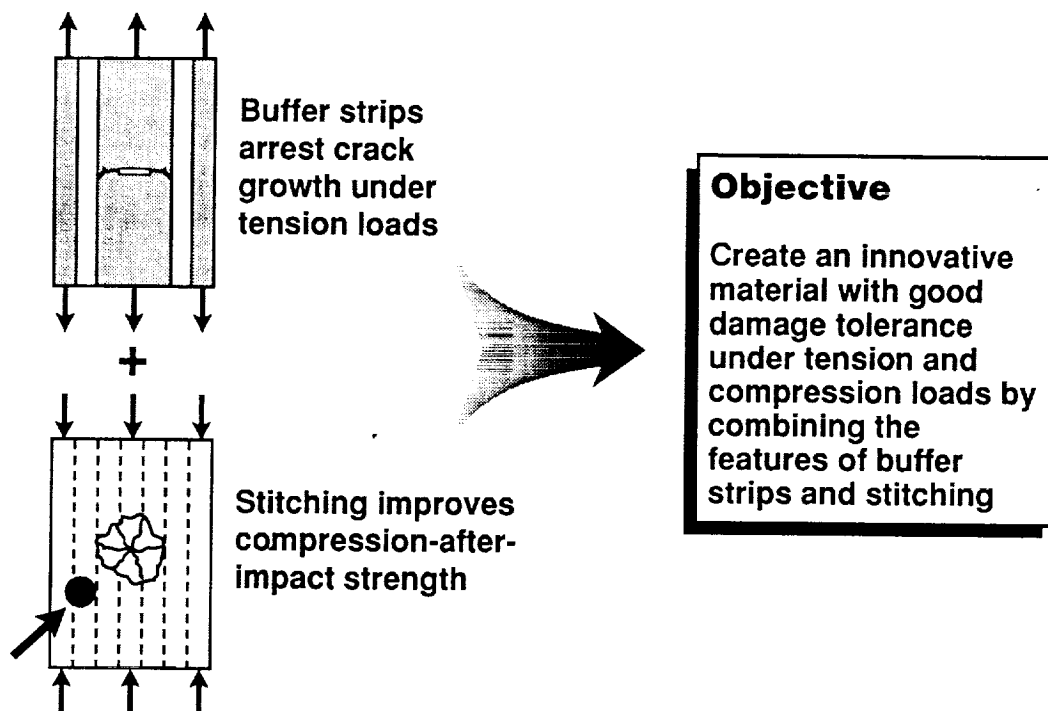 Buffer strips
arrest crack
growth under
tension loads
+
Stitching improves
compression-after-
impact strength
Objective
Create an innovative
material with good
damage tolerance
under tension and
compression loads by
combining the
features of buffer
strips and stitching